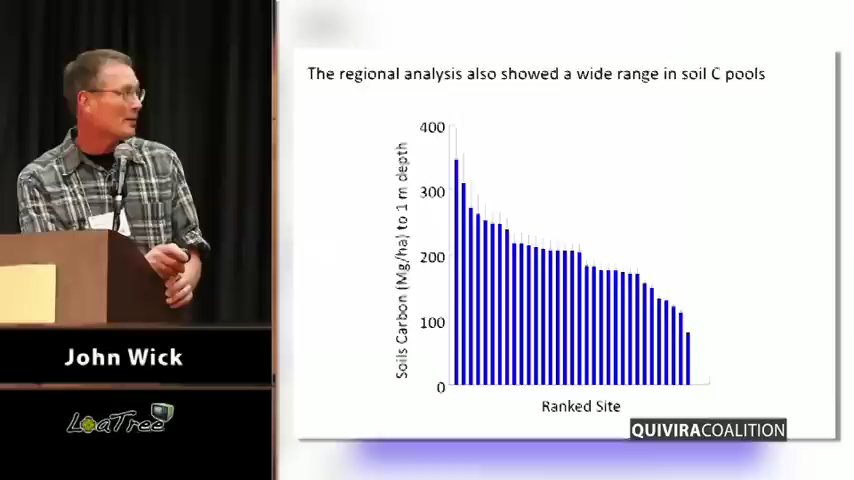 The regional analysis also showed a wide range in soil C pools
400
300
200
100
0
Soils Carbon (Mg/ha) to 1 m depth
Ranked Site
QUIVIRACOALITION
John Wick
LoaTree